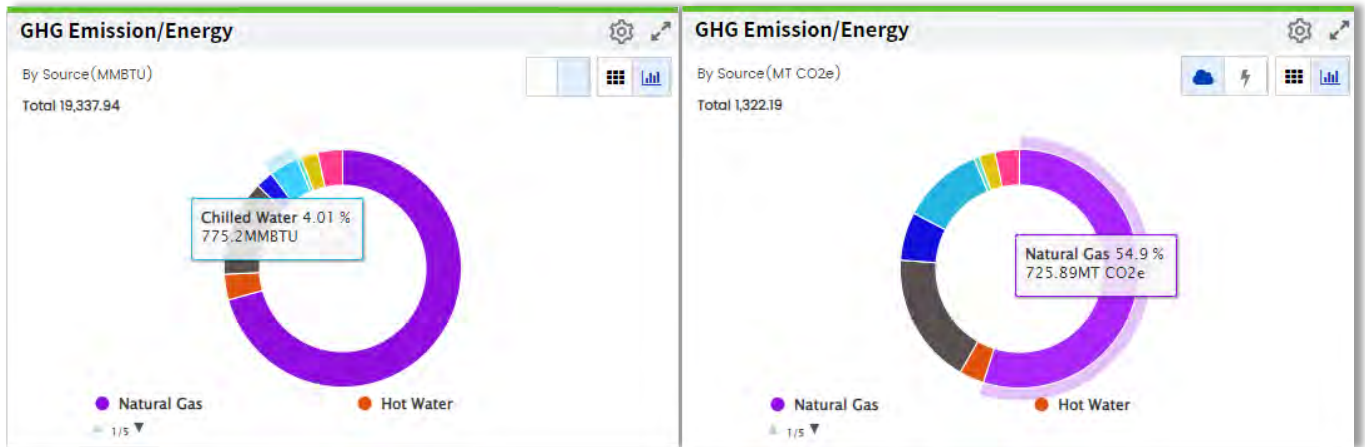 GHG Emission/Energy
By Source(MMBTU)
Total 19,337.94
Chilled Water 4.01 %
775.2MMBTU
Natural Gas
Hot Water
1/5
GHG Emission/Energy
By Source(MT CO2e)
Total 1,322.19
Natural Gas 54.9 %
725.89MT CO2e
Natural Gas
Hot Water
1/5